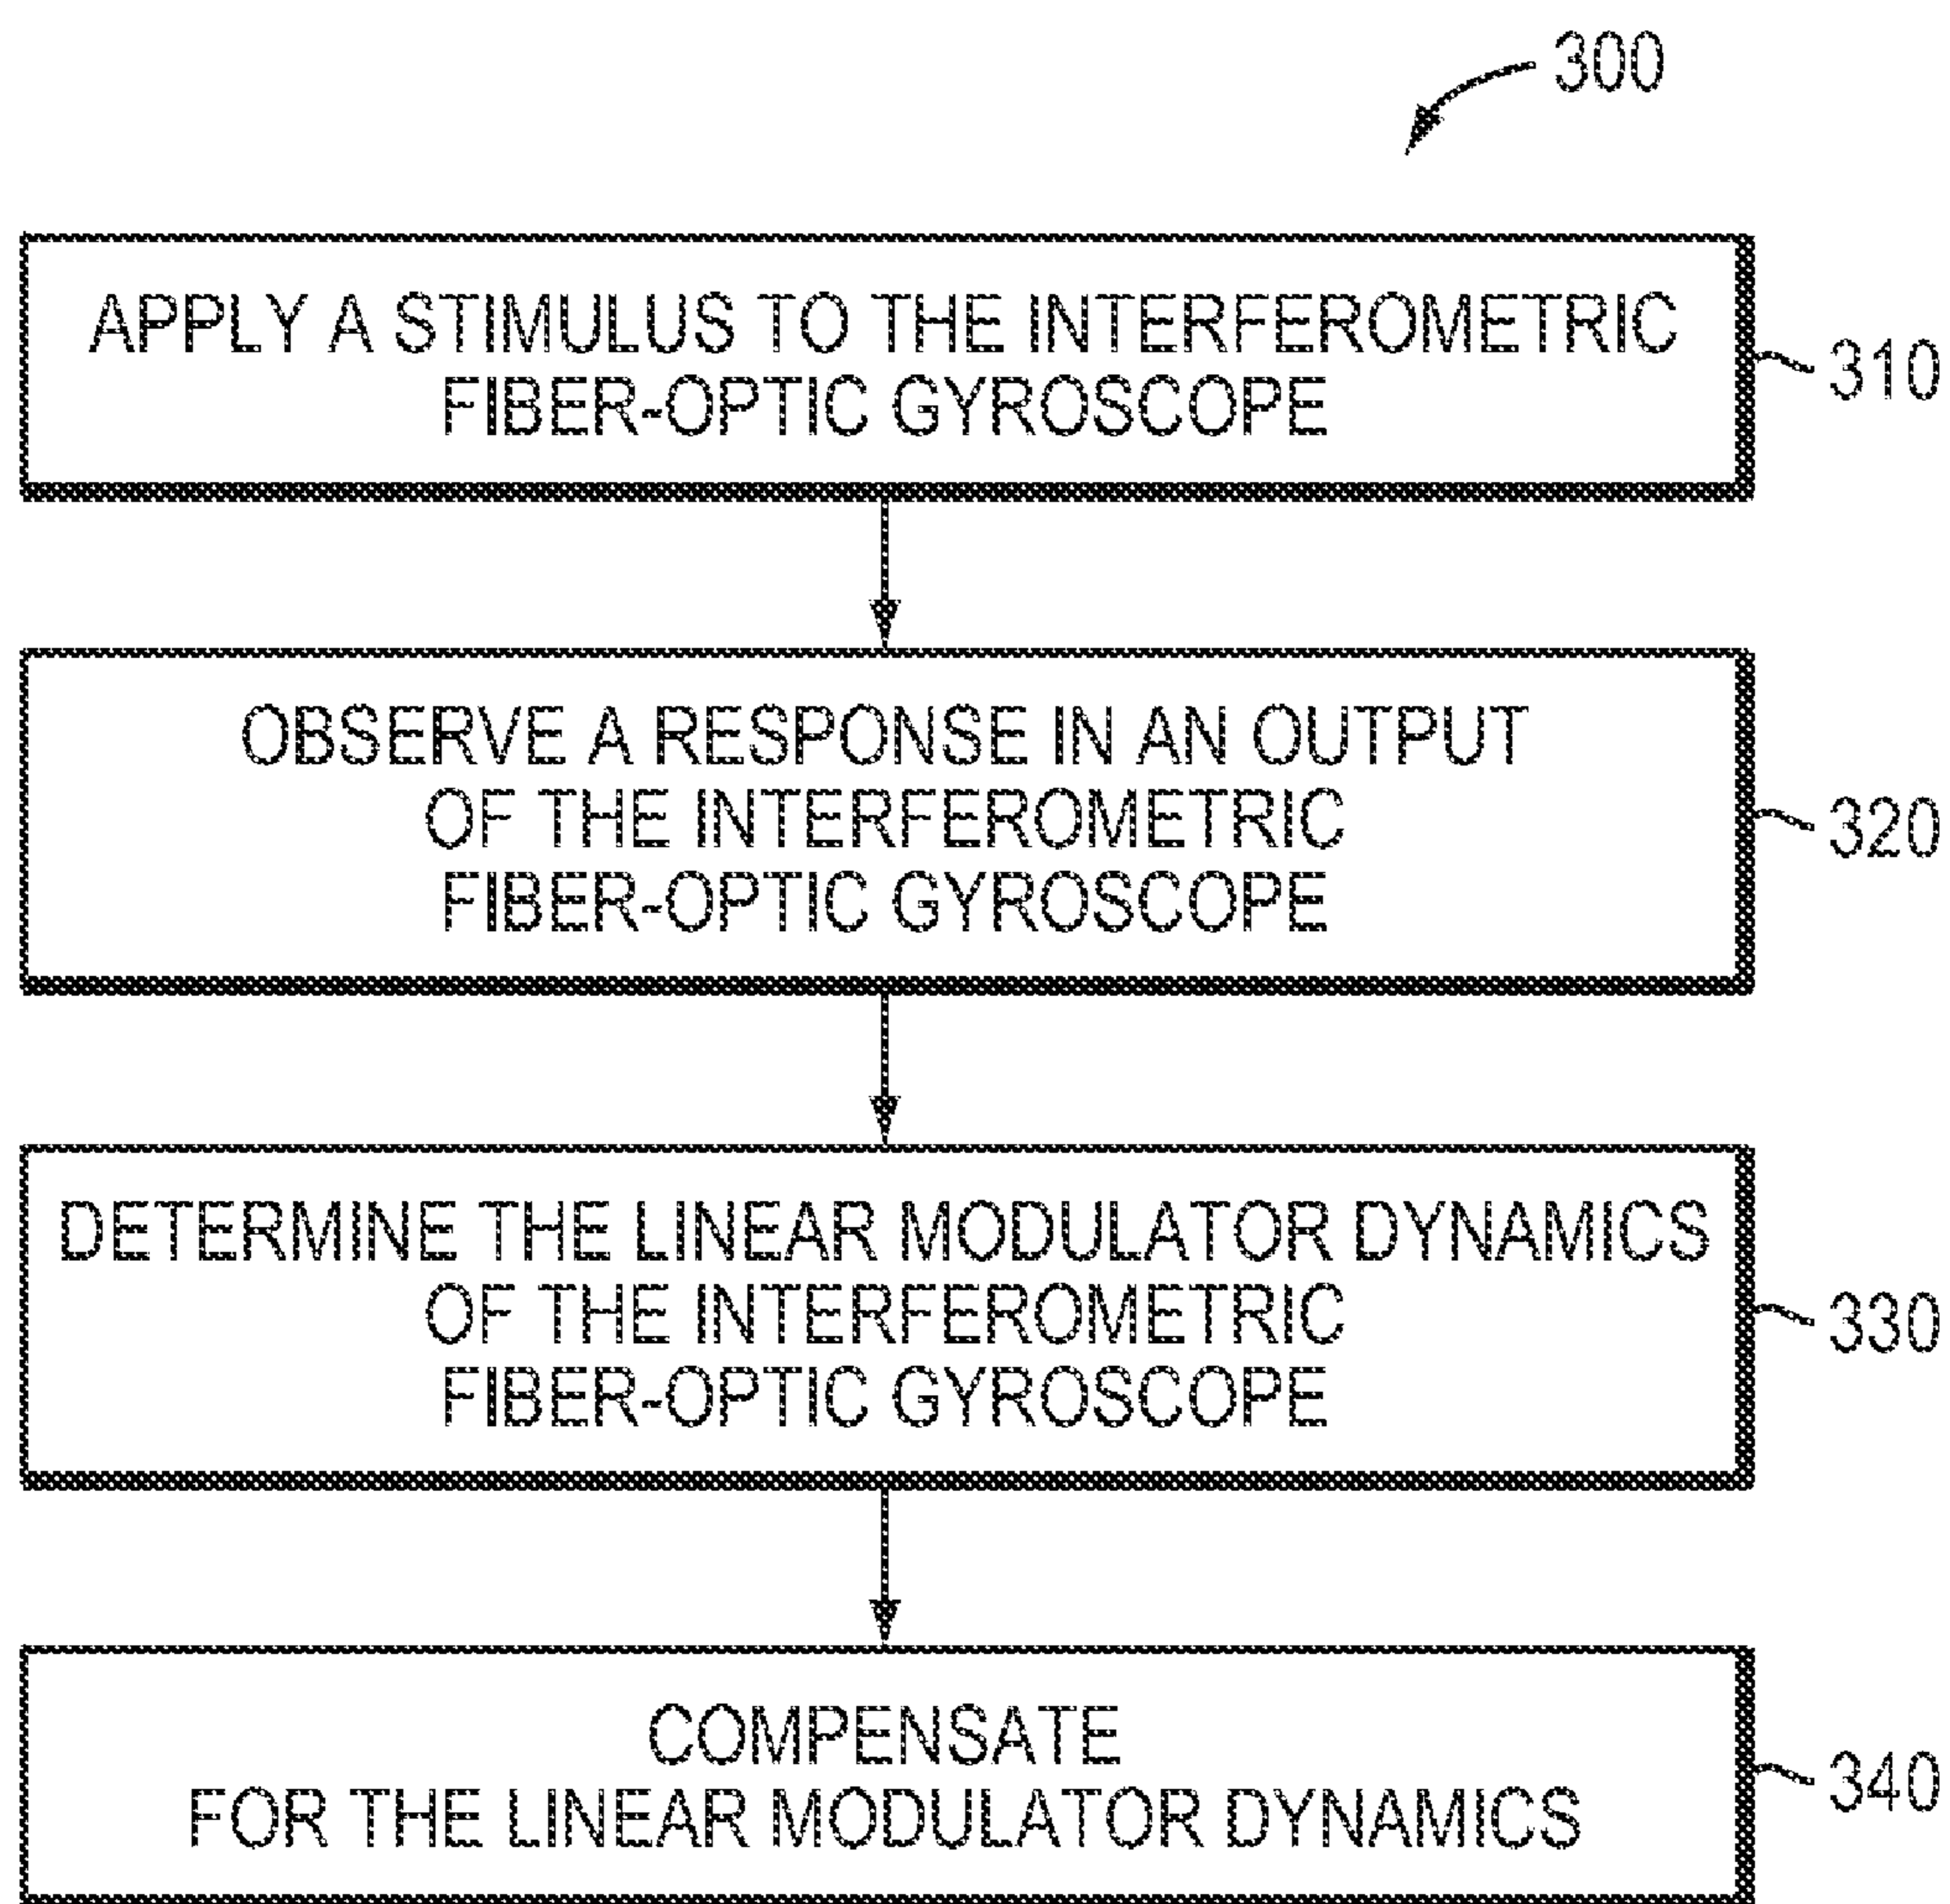 300
APPLY A STIMULUS TO THE INTERFEROMETRIC
FIBER-OPTIC GYROSCOPE
310
OBSERVE A RESPONSE IN AN OUTPUT
OF THE INTERFEROMETRIC
FIBER-OPTIC GYROSCOPE
320
DETERMINE THE LINEAR MODULATOR DYNAMICS
OF THE INTERFEROMETRIC
FIBER-OPTIC GYROSCOPE
330
COMPENSATE
FOR THE LINEAR MODULATOR DYNAMICS
340